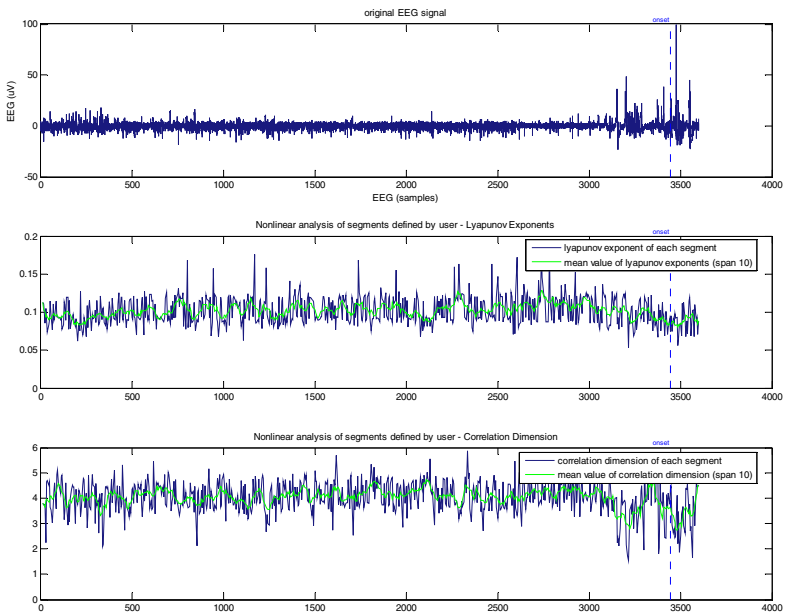 original EEG signal
onset
100
50
0
-50
EEG (uV)
0 500 1000 1500 2000 2500 3000 3500 4000
EEG (samples)
Nonlinear analysis of segments defined by user - Lyapunov Exponents
onset
0.2
0.15
0.1
0.05
0
lyapunov exponent of each segment
mean value of lyapunov exponents (span 10)
0 500 1000 1500 2000 2500 3000 3500 4000
Nonlinear analysis of segments defined by user - Correlation Dimension
onset
6
5
4
3
2
1
0
correlation dimension of each segment
mean value of correlation dimension (span 10)
0 500 1000 1500 2000 2500 3000 3500 4000